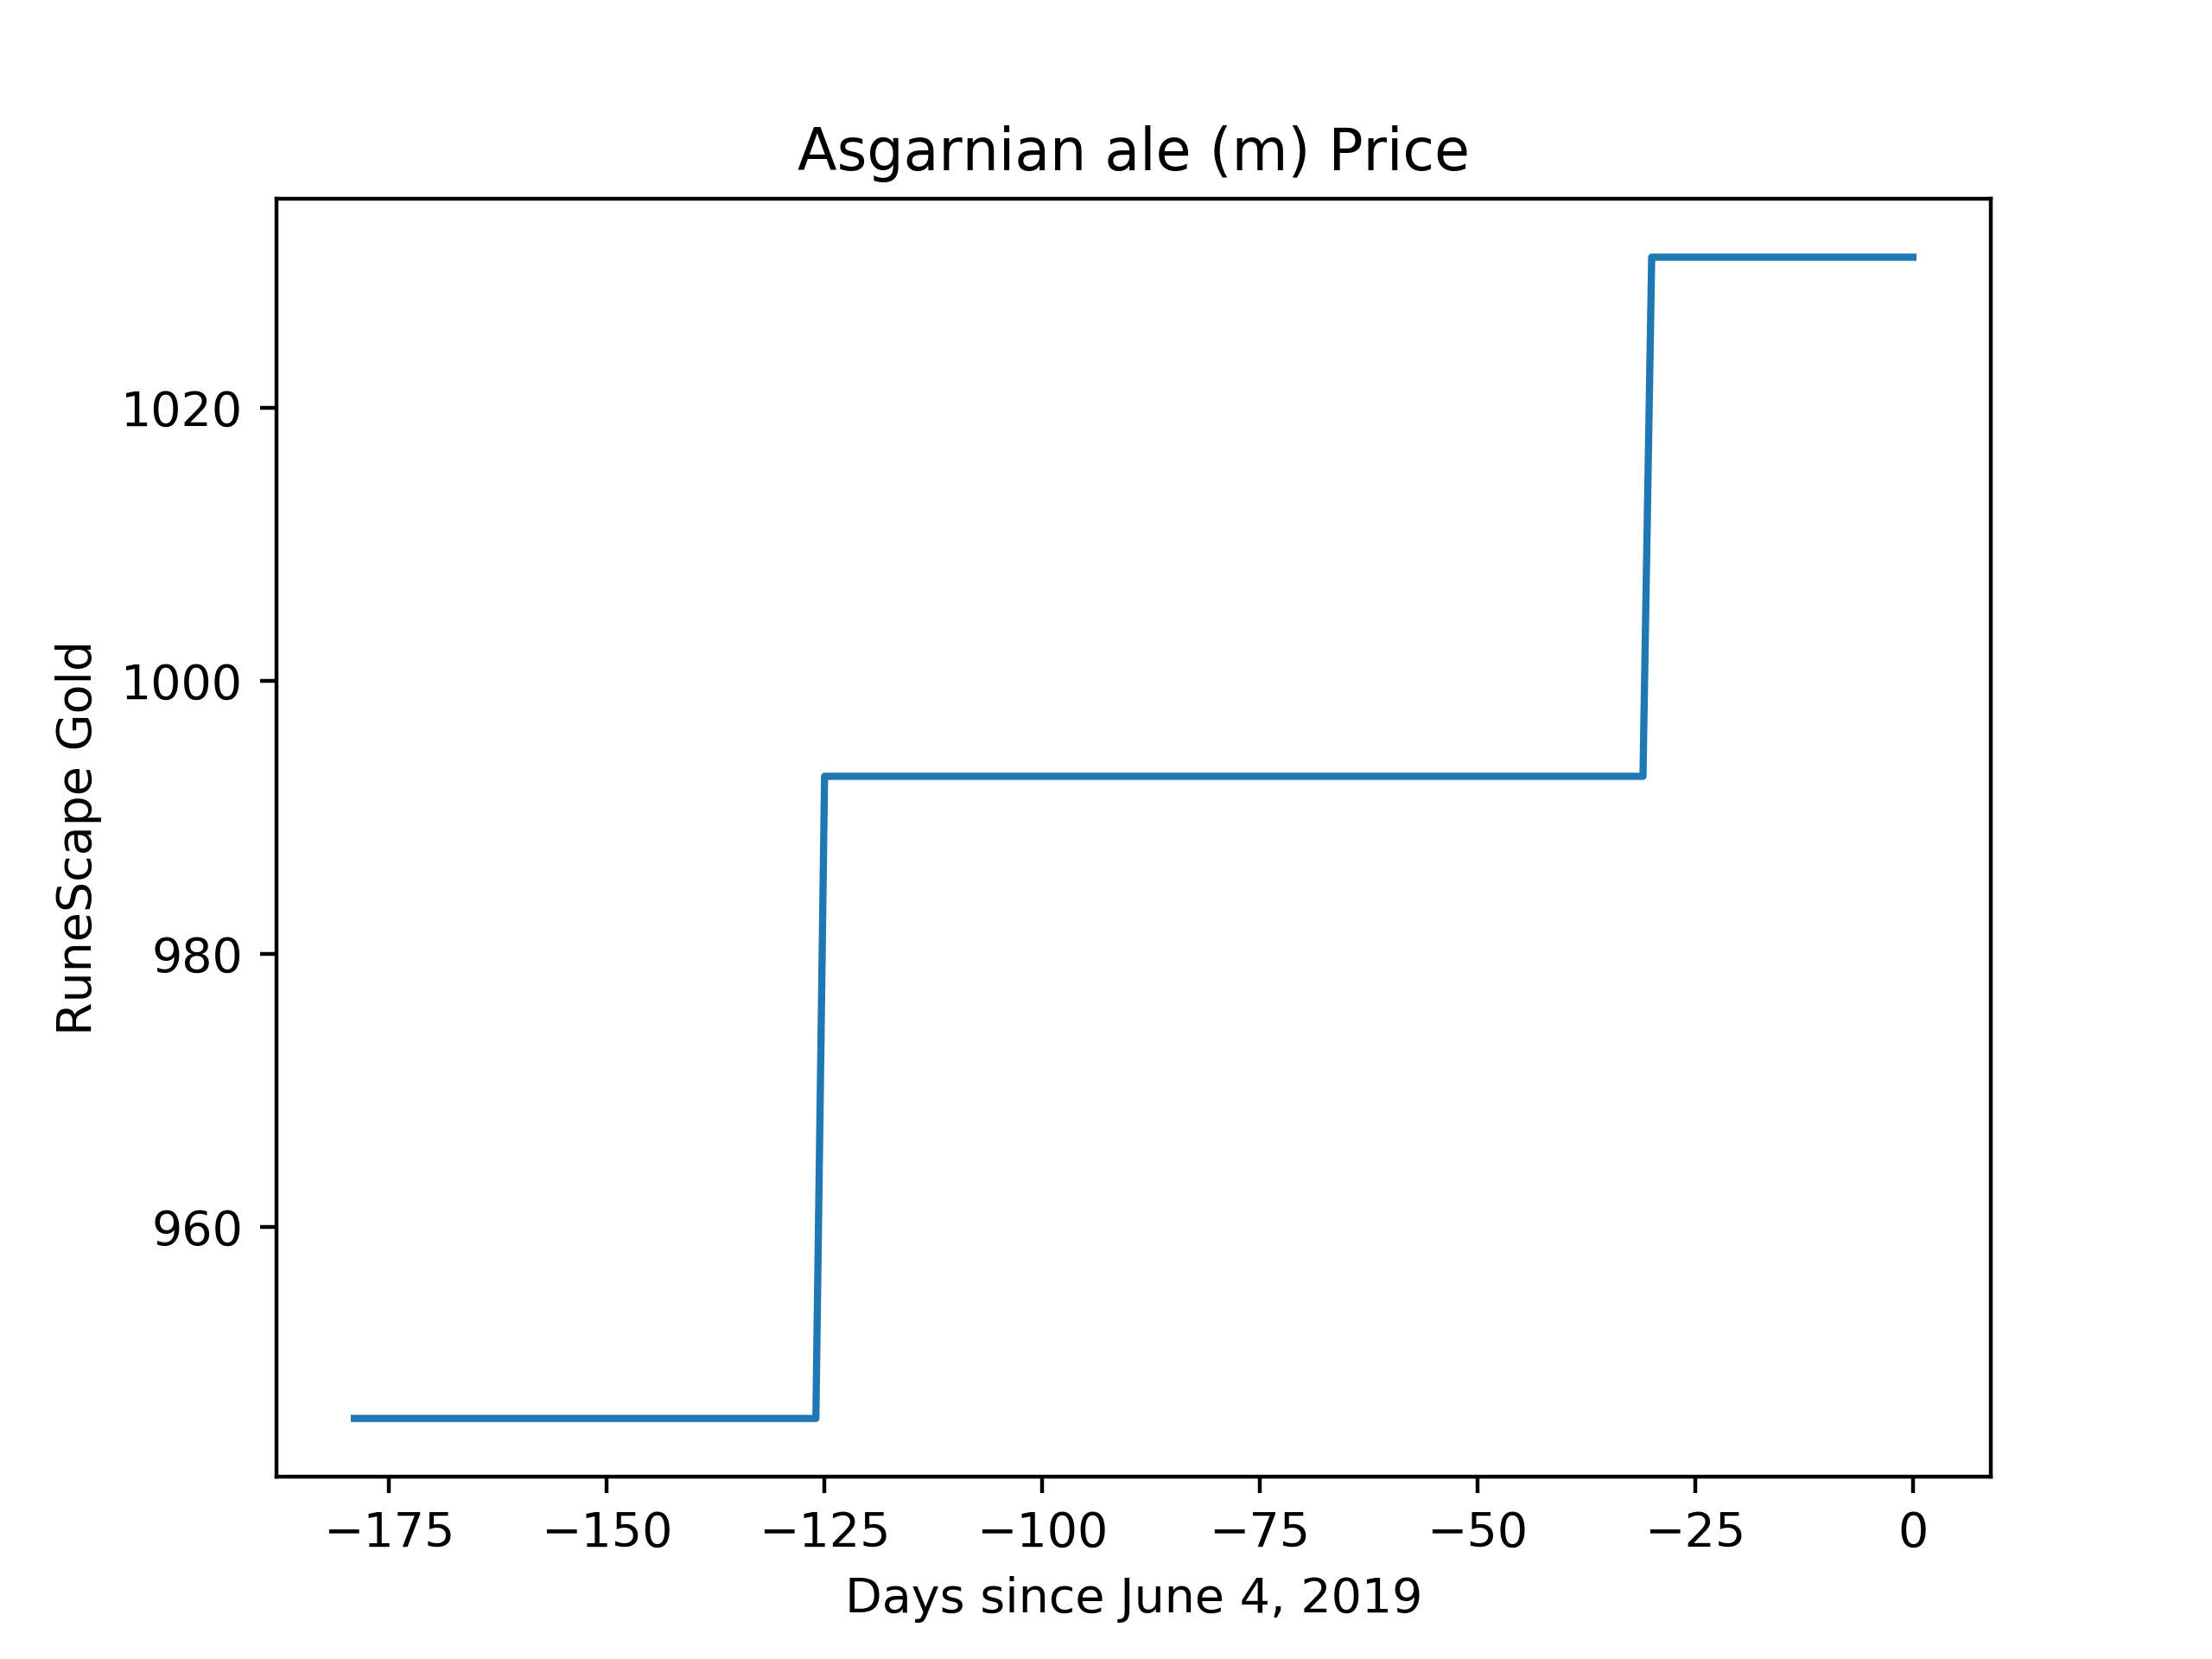 Asgarnian ale (m) Price
RuneScape Gold
1020
1000
980
960
−175 −150 −125 −100 −75 −50 −25 0
Days since June 4, 2019